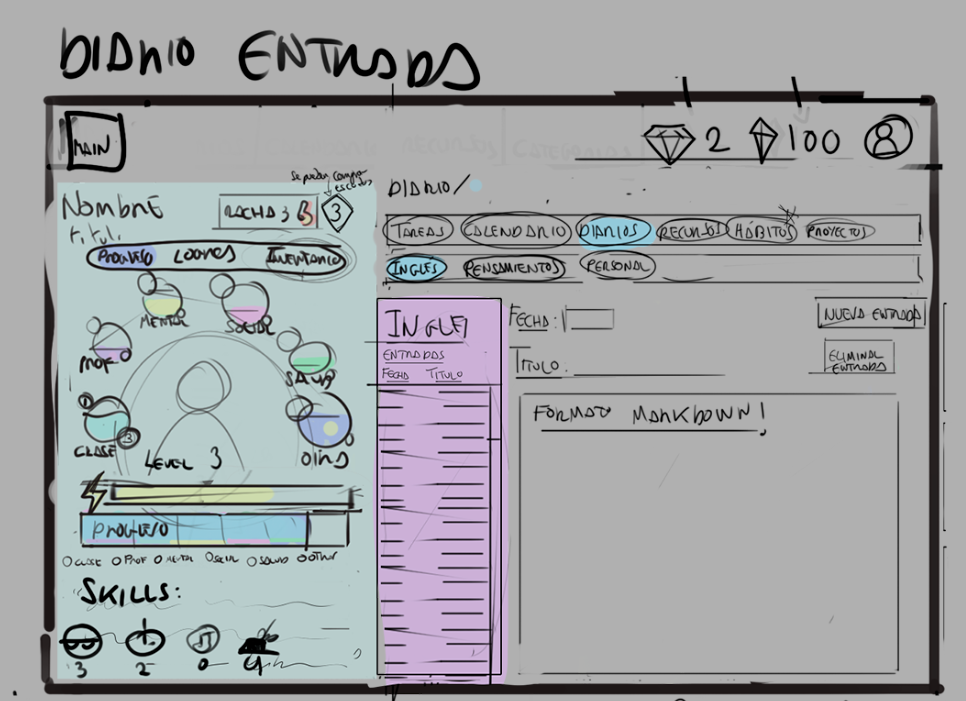 DIARIO ENTRADA
MAIN
2
100
Nombre
RACHA: 3
3
Se puede comprar escudos
Titul.
PROGRESO LOGROS INVENTARIO
MENTAL
SOCIAL
PROF
SALUD
1
CLASE
3
OTROS
LEVEL 3
PROGRESO
CLASE PROF MENTAL SOCIAL SALUD OTROS
SKILLS:
3
2
0
4
DIARIO/
TAREAS CALENDARIO DIARIOS RECURSOS HÁBITOS PROYECTOS
INGLÉS PENSAMIENTOS PERSONAL
INGLES
ENTRADAS
FECHA TITULO
FECHA:
TITULO:
NUEVA ENTRADA
ELIMINAR
ENTRADA
FORMATO MARKDOWN!